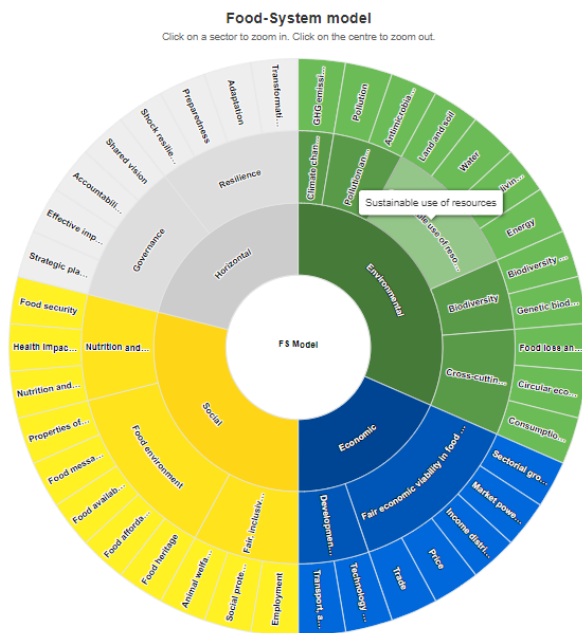 Food-System model
Click on a sector to zoom in. Click on the centre to zoom out.
FS Model
Environmental
Economic
Social
Horizontal
Climate chan...
Pollution an...
use of reso...
Sustainable use of resources
Biodiversity
Cross-cuttin...
Fair economic viability in food ...
Developmen...
Fair, inclusiv...
Food environment
Nutrition and...
Governance
Resilience
GHG emissi...
Pollution
Antimicrobia...
Land and soil
Water
Energy
Biodiversity ...
Genetic biod...
Food loss an...
Circular eco...
Consumptio...
Sectorial gro...
Market powe...
Income distri...
Price
Trade
Technology ...
Transport, a...
Employment
Social prote...
Animal welfa...
Food heritage
Food afforda...
Food availab...
Food messa...
Properties of...
Nutrition and...
Health Impac...
Food security
Strategic pla...
Effective imp...
Accountabili...
Shared vision
Shock resilie...
Preparedness
Adaptation
Transformati...